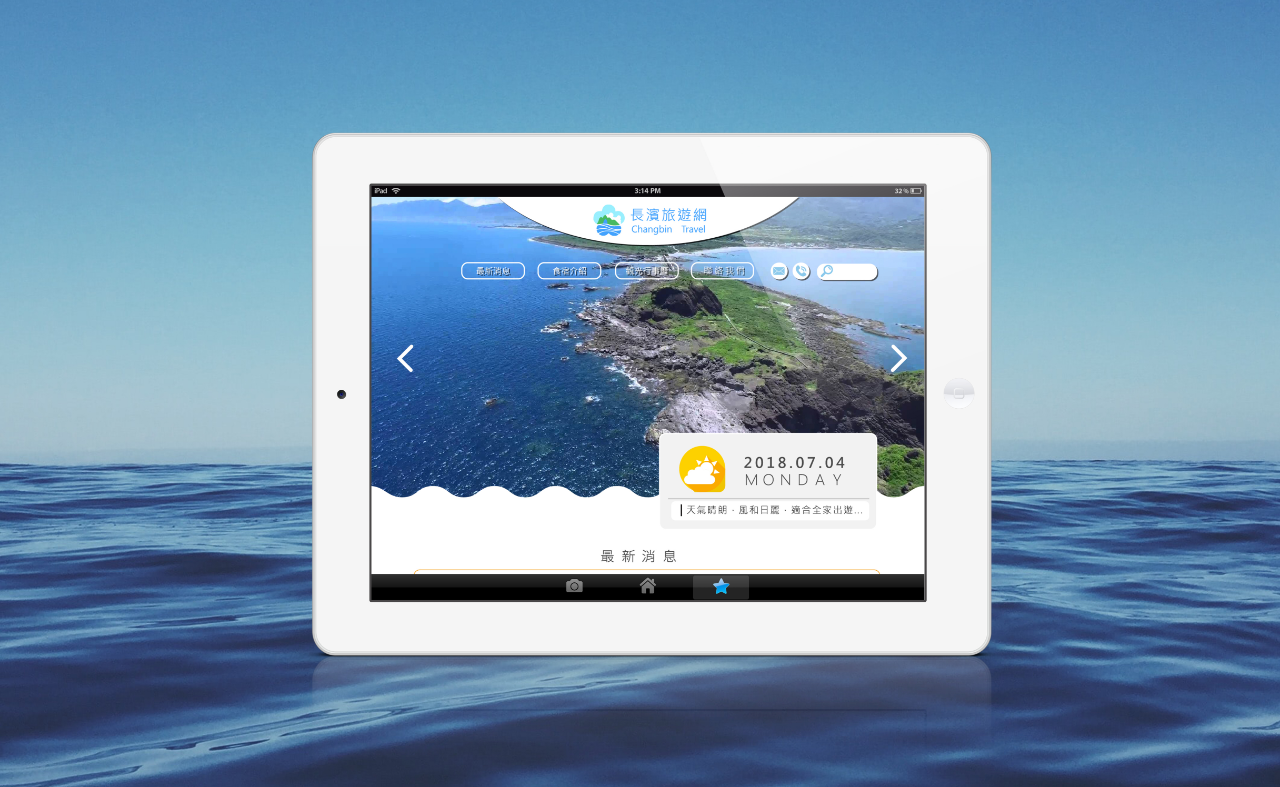 iPad
3:14 PM
32 %
長濱旅遊網
Changbin Travel
最新消息
食宿介紹
觀光行事曆
聯絡我們
2018.07.04
MONDAY
天氣晴朗．風和日麗．適合全家出遊...
最新消息